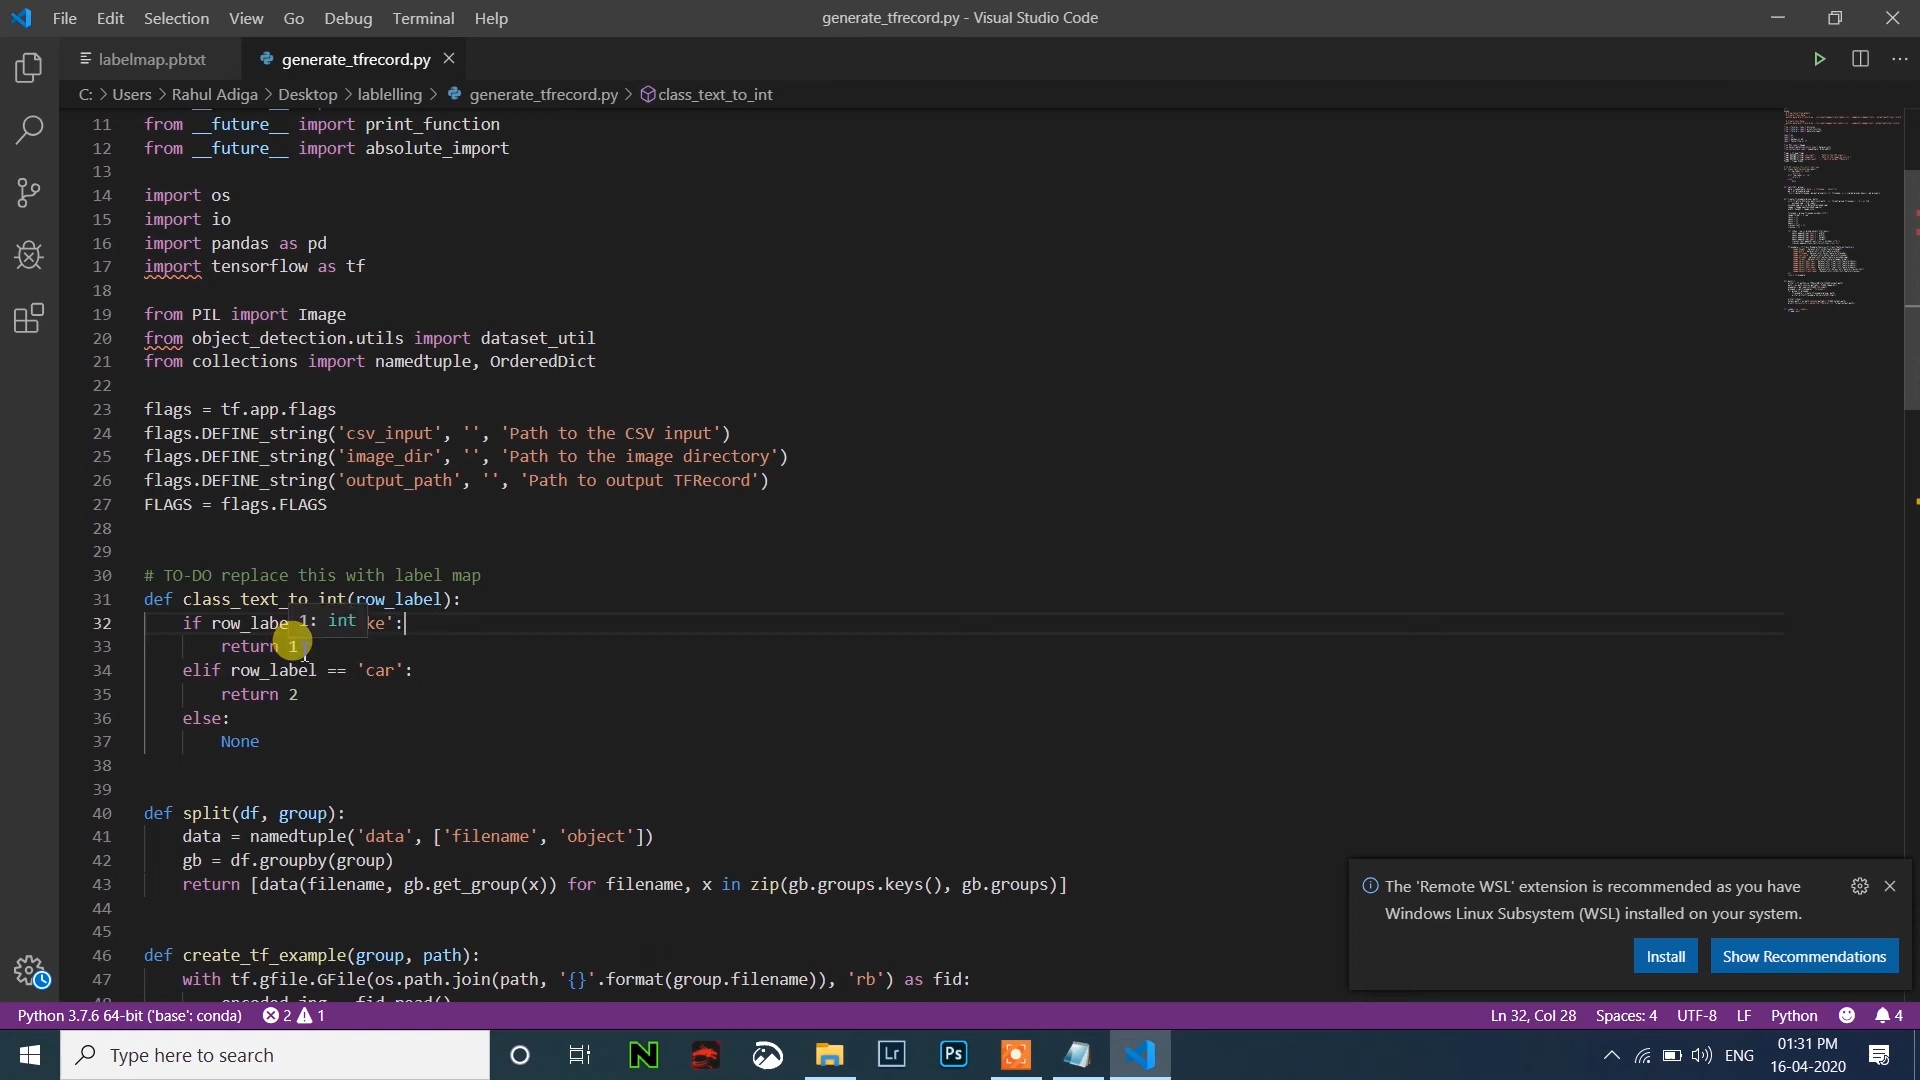 File Edit Selection View Go Debug Terminal Help
generate_tfrecord.py - Visual Studio Code
labelmap.pbtxt
generate_tfrecord.py
C: > Users > Rahul Adiga > Desktop > lablelling > generate_tfrecord.py > class_text_to_int
11 from __future__ import print_function
12 from __future__ import absolute_import
13
14 import os
15 import io
16 import pandas as pd
17 import tensorflow as tf
18
19 from PIL import Image
20 from object_detection.utils import dataset_util
21 from collections import namedtuple, OrderedDict
22
23 flags = tf.app.flags
24 flags.DEFINE_string('csv_input', '', 'Path to the CSV input')
25 flags.DEFINE_string('image_dir', '', 'Path to the image directory')
26 flags.DEFINE_string('output_path', '', 'Path to output TFRecord')
27 FLAGS = flags.FLAGS
28
29
30 # TO-DO replace this with label map
31 def class_text_to_int(row_label):
32 if row_labe 1: int ke':
33 return 1
34 elif row_label == 'car':
35 return 2
36 else:
37 None
38
39
40 def split(df, group):
41 data = namedtuple('data', ['filename', 'object'])
42 gb = df.groupby(group)
43 return [data(filename, gb.get_group(x)) for filename, x in zip(gb.groups.keys(), gb.groups)]
44
45
46 def create_tf_example(group, path):
47 with tf.gfile.GFile(os.path.join(path, '{}'.format(group.filename)), 'rb') as fid:
The 'Remote WSL' extension is recommended as you have
Windows Linux Subsystem (WSL) installed on your system.
Install
Show Recommendations
Python 3.7.6 64-bit ('base': conda) 2 1
Ln 32, Col 28 Spaces: 4 UTF-8 LF Python 4
Type here to search
N
Lr
Ps
ENG
01:31 PM
16-04-2020